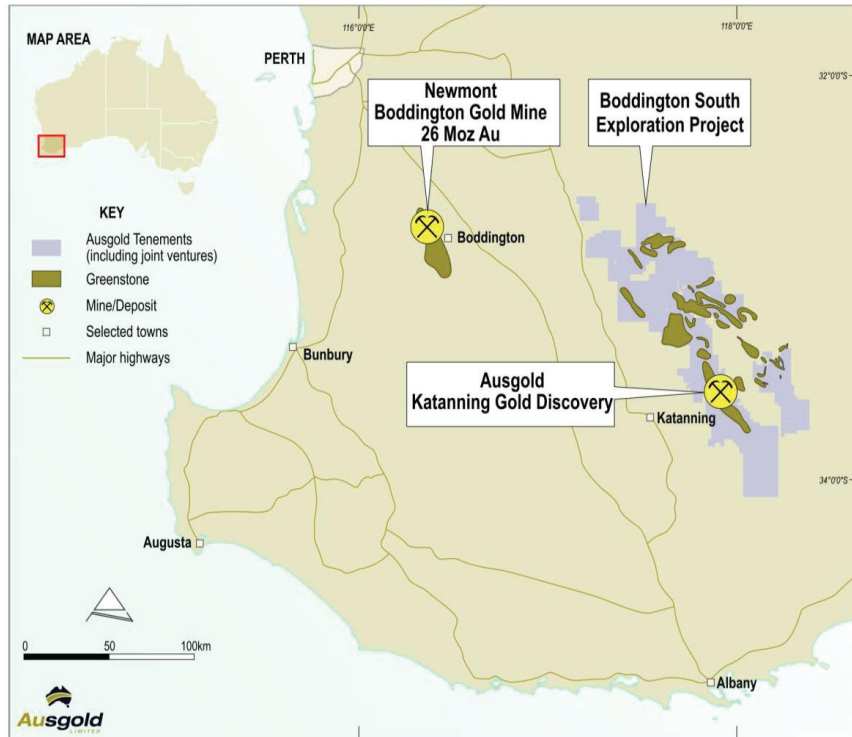 MAP AREA
116°0'0"E
118°0'0"E
PERTH
32°0'0"S
Newmont
Boddington Gold Mine
26 Moz Au
Boddington South
Exploration Project
KEY
Ausgold Tenements
(including joint ventures)
Greenstone
Mine/Deposit
Selected towns
Major highways
Boddington
Bunbury
Ausgold
Katanning Gold Discovery
Katanning
34°0'0"S
Augusta
0 50 100km
Albany
Ausgold
LIMITED